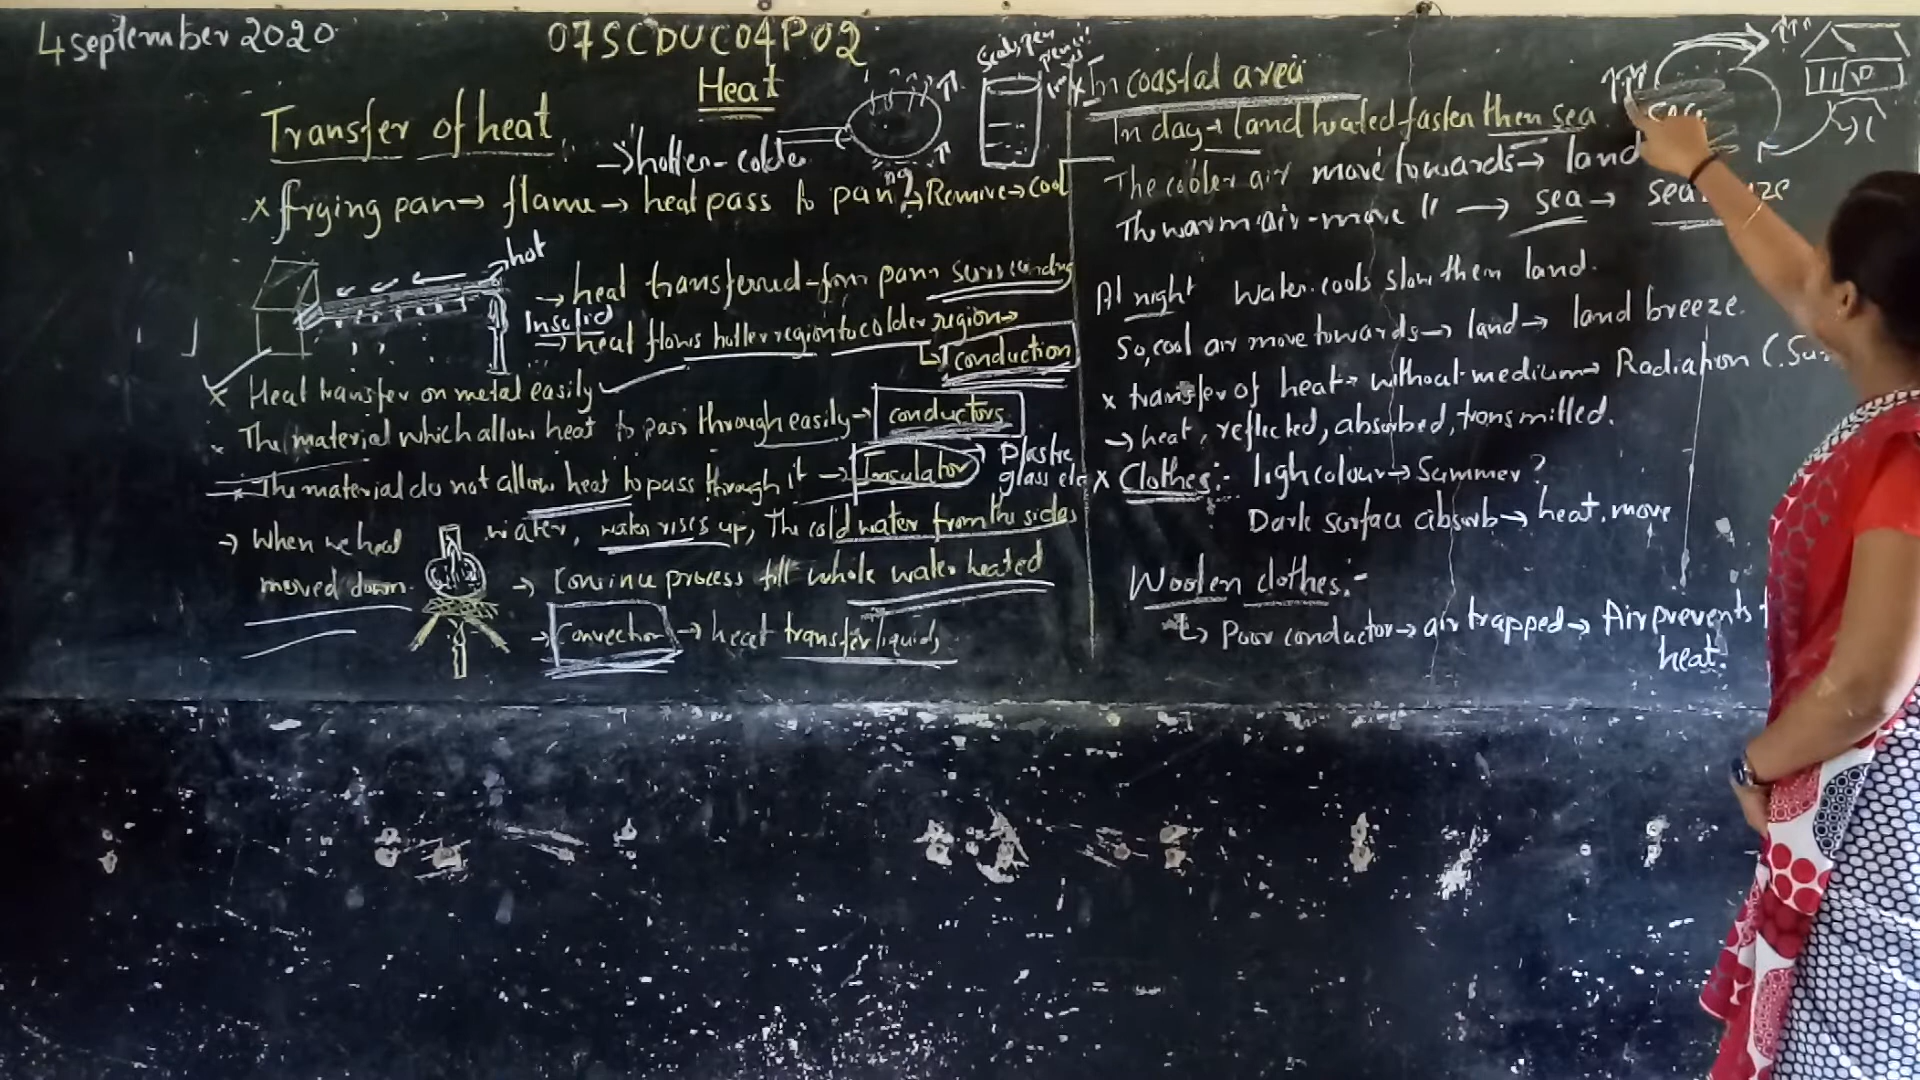 4 september 2020
07SCDUC04P02
Heat
Transfer of heat
→ hotter - colder
x frying pan → flame → heat pass to pan → Remove → cool
hot
→ heat transferred from pan surrounding
In solid
→ heat flows hotter region to colder region →
conduction
x Heat transfer on metal easily
The material which allow heat to pass through easily → conductors
x The material do not allow heat to pass through it → Insulator
Plastic
glass etc
→ When we heat water, water rises up, The cold water from the sides
moved down.
→ Continue process till whole water heated
→ Convection → heat transfer liquids
x In coastal area
In day → land heated faster then sea
The cooler air move towards → land
The warm air - move 〃 → sea → sea
At night water cools slow then land.
So, cool air move towards → land → land breeze.
x transfer of heat → without medium → Radiation (Su
→ heat, reflected, absorbed, transmitted.
x Clothes:- ligh colour → Summer?
Dark surface absorb → heat, move
Woolen clothes:-
↳ Poor conductor → air trapped → Air prevents
heat.